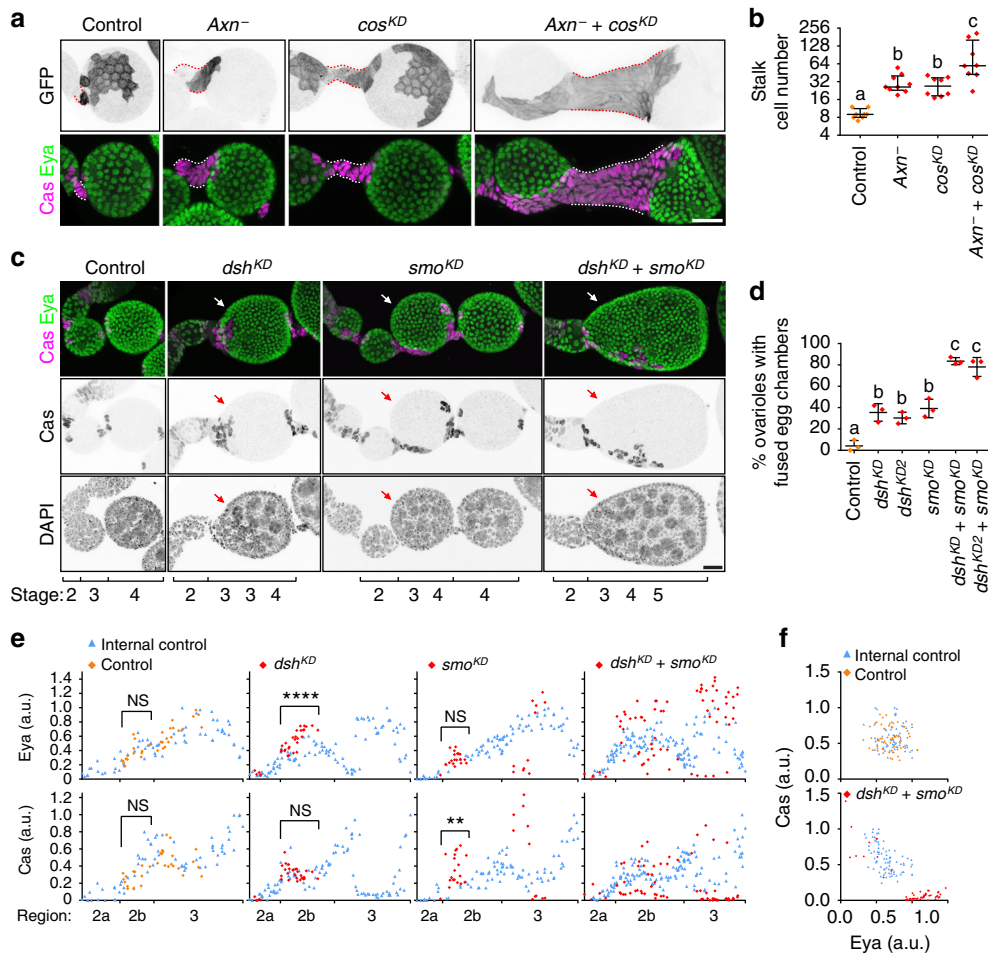 a
Control
Axn⁻
cosᴷᴰ
Axn⁻ + cosᴷᴰ
GFP
Cas Eya
b
Stalk cell number
256
128
64
32
16
8
4
a
b
b
c
Control
Axn⁻
cosᴷᴰ
Axn⁻ + cosᴷᴰ
c
Control
dshᴷᴰ
smoᴷᴰ
dshᴷᴰ + smoᴷᴰ
Cas Eya
Cas
DAPI
Stage: 2 3 4 2 3 3 4 2 3 4 4 2 3 4 5
d
% ovarioles with fused egg chambers
100
80
60
40
20
0
a
b
b
b
c
c
Control
dshᴷᴰ
dshᴷᴰ²
smoᴷᴰ
dshᴷᴰ + smoᴷᴰ
dshᴷᴰ² + smoᴷᴰ
e
Internal control
Control
dshᴷᴰ
smoᴷᴰ
dshᴷᴰ + smoᴷᴰ
Eya (a.u.)
1.4
1.2
1.0
0.8
0.6
0.4
0.2
0
NS
****
NS
Cas (a.u.)
1.2
1.0
0.8
0.6
0.4
0.2
0
NS
NS
**
Region: 2a 2b 3 2a 2b 3 2a 2b 3 2a 2b 3
f
Internal control
Control
1.5
1.0
0.5
0.0
dshᴷᴰ + smoᴷᴰ
Cas (a.u.)
1.5
1.0
0.5
0.0
0.0 0.5 1.0
Eya (a.u.)